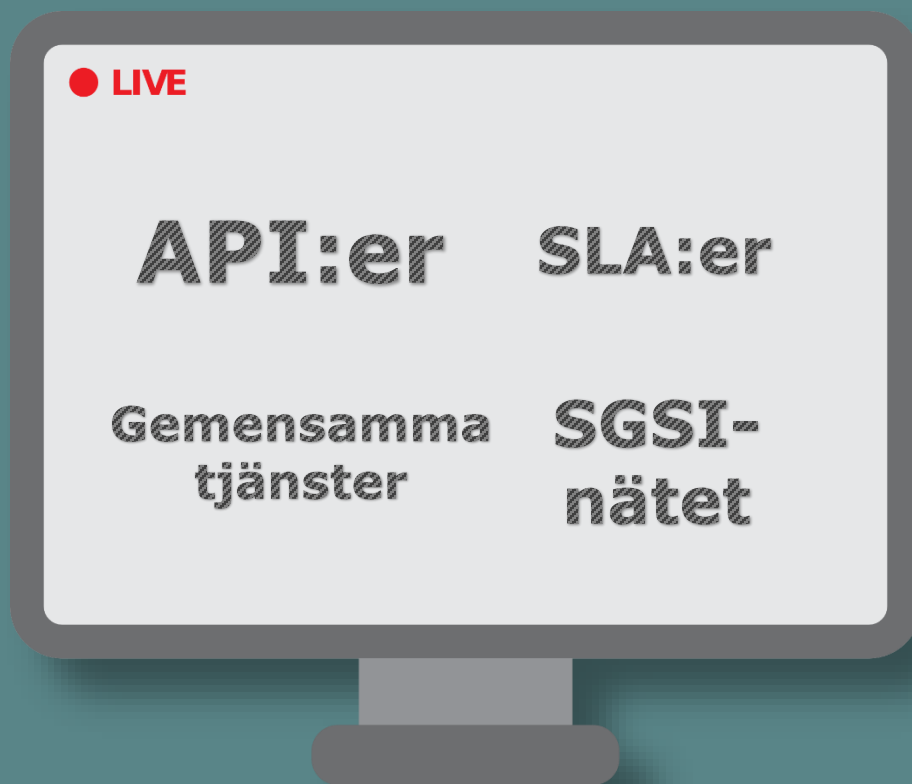 LIVE
API:er
SLA:er
Gemensamma
tjänster
SGSI-
nätet